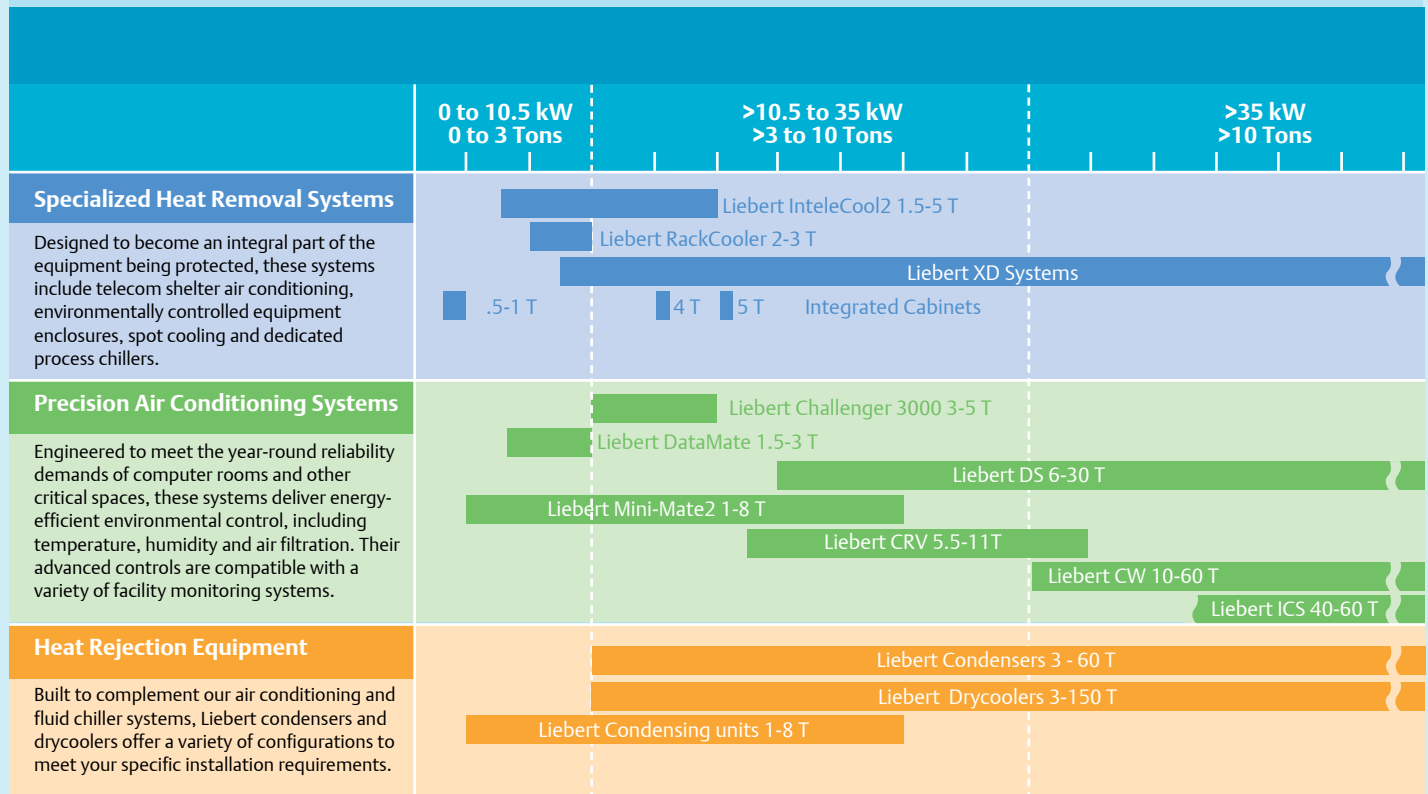 0 to 10.5 kW
0 to 3 Tons
>10.5 to 35 kW
>3 to 10 Tons
>35 kW
>10 Tons
Specialized Heat Removal Systems
Designed to become an integral part of the
equipment being protected, these systems
include telecom shelter air conditioning,
environmentally controlled equipment
enclosures, spot cooling and dedicated
process chillers.
Liebert InteleCool2 1.5-5 T
Liebert RackCooler 2-3 T
Liebert XD Systems
.5-1 T
4 T
5 T
Integrated Cabinets
Precision Air Conditioning Systems
Engineered to meet the year-round reliability
demands of computer rooms and other
critical spaces, these systems deliver energy-
efficient environmental control, including
temperature, humidity and air filtration. Their
advanced controls are compatible with a
variety of facility monitoring systems.
Liebert Challenger 3000 3-5 T
Liebert DataMate 1.5-3 T
Liebert DS 6-30 T
Liebert Mini-Mate2 1-8 T
Liebert CRV 5.5-11T
Liebert CW 10-60 T
Liebert ICS 40-60 T
Heat Rejection Equipment
Built to complement our air conditioning and
fluid chiller systems, Liebert condensers and
drycoolers offer a variety of configurations to
meet your specific installation requirements.
Liebert Condensers 3 - 60 T
Liebert Drycoolers 3-150 T
Liebert Condensing units 1-8 T